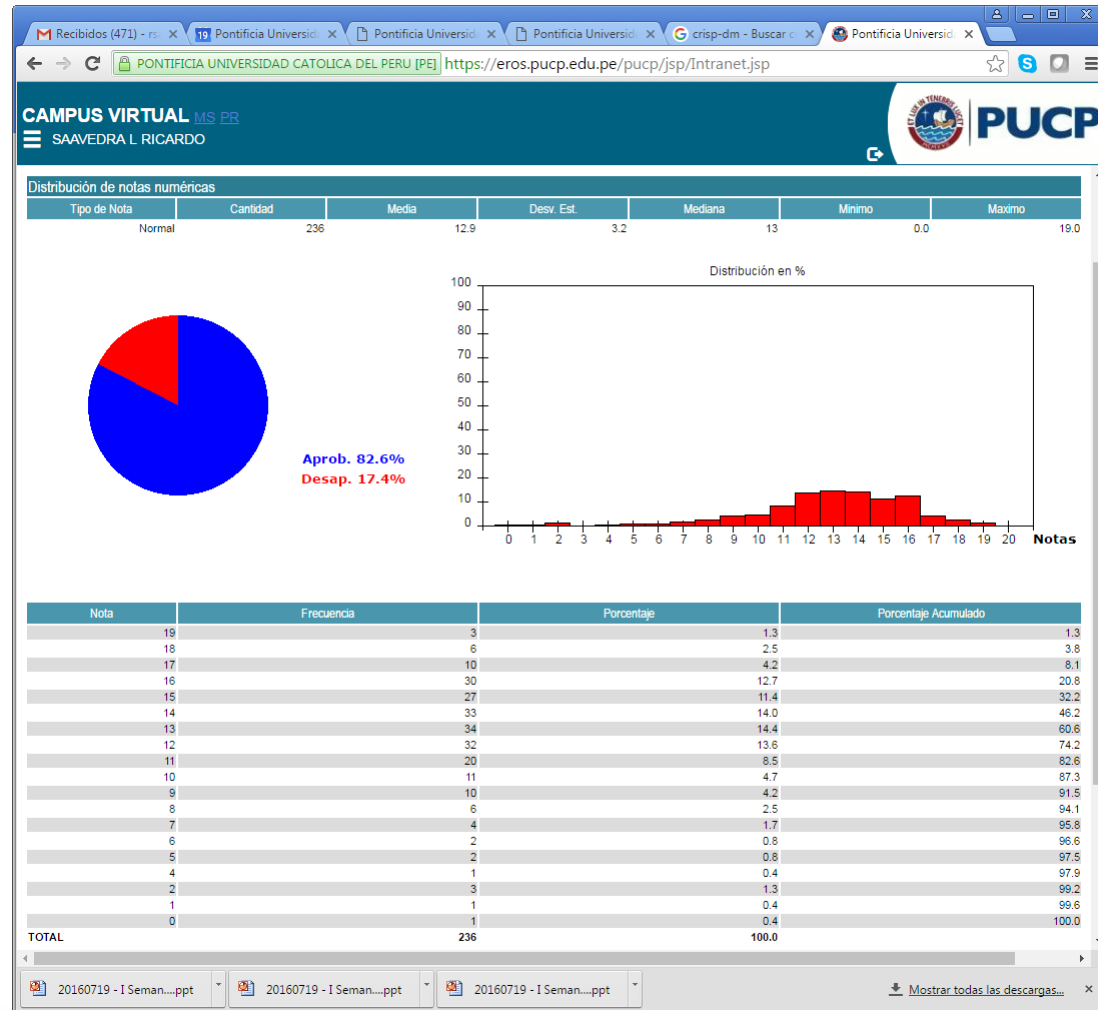 Recibidos (471) - rs
19 Pontificia Universid
Pontificia Universid
Pontificia Universid
crisp-dm - Buscar c
Pontificia Universid
PONTIFICIA UNIVERSIDAD CATOLICA DEL PERU [PE] https://eros.pucp.edu.pe/pucp/jsp/Intranet.jsp
CAMPUS VIRTUAL MS PR
SAAVEDRA L RICARDO
ET LUX IN TENEBRIS LUCET
PUCP
Distribución de notas numéricas
Tipo de Nota Cantidad Media Desv. Est. Mediana Minimo Maximo
Normal 236 12.9 3.2 13 0.0 19.0
Distribución en %
100
90
80
70
60
50
40
30
20
10
0
0 1 2 3 4 5 6 7 8 9 10 11 12 13 14 15 16 17 18 19 20 Notas
Aprob. 82.6%
Desap. 17.4%
Nota Frecuencia Porcentaje Porcentaje Acumulado
19 3 1.3 1.3
18 6 2.5 3.8
17 10 4.2 8.1
16 30 12.7 20.8
15 27 11.4 32.2
14 33 14.0 46.2
13 34 14.4 60.6
12 32 13.6 74.2
11 20 8.5 82.6
10 11 4.7 87.3
9 10 4.2 91.5
8 6 2.5 94.1
7 4 1.7 95.8
6 2 0.8 96.6
5 2 0.8 97.5
4 1 0.4 97.9
2 3 1.3 99.2
1 1 0.4 99.6
0 1 0.4 100.0
TOTAL 236 100.0
20160719 - I Seman....ppt
20160719 - I Seman....ppt
20160719 - I Seman....ppt
Mostrar todas las descargas...